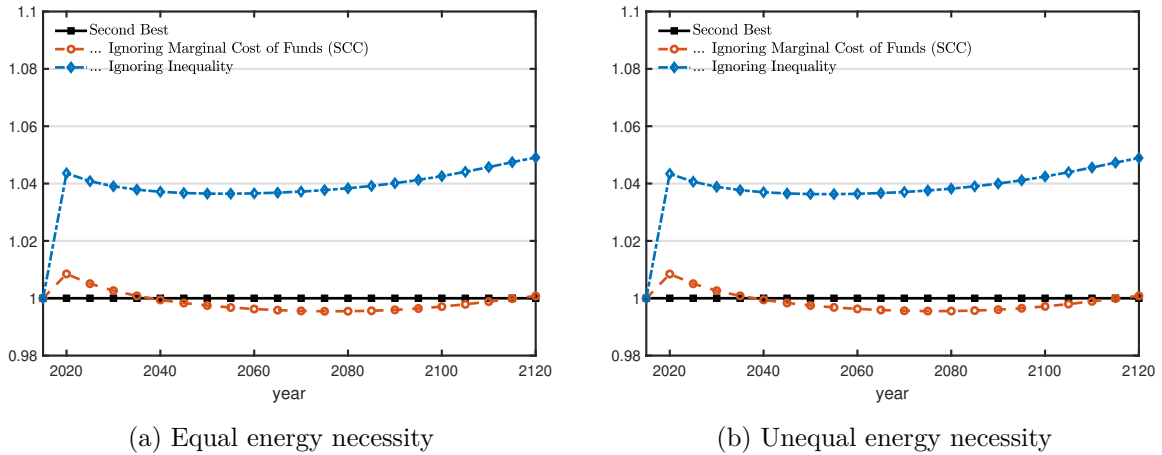 1.1
1.08
1.06
1.04
1.02
1
0.98
Second Best
... Ignoring Marginal Cost of Funds (SCC)
... Ignoring Inequality
2020 2040 2060 2080 2100 2120
year
(a) Equal energy necessity
1.1
1.08
1.06
1.04
1.02
1
0.98
Second Best
... Ignoring Marginal Cost of Funds (SCC)
... Ignoring Inequality
2020 2040 2060 2080 2100 2120
year
(b) Unequal energy necessity